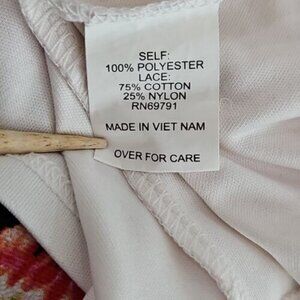 SELF:
100% POLYESTER
LACE:
75% COTTON
25% NYLON
RN69791
MADE IN VIET NAM
OVER FOR CARE